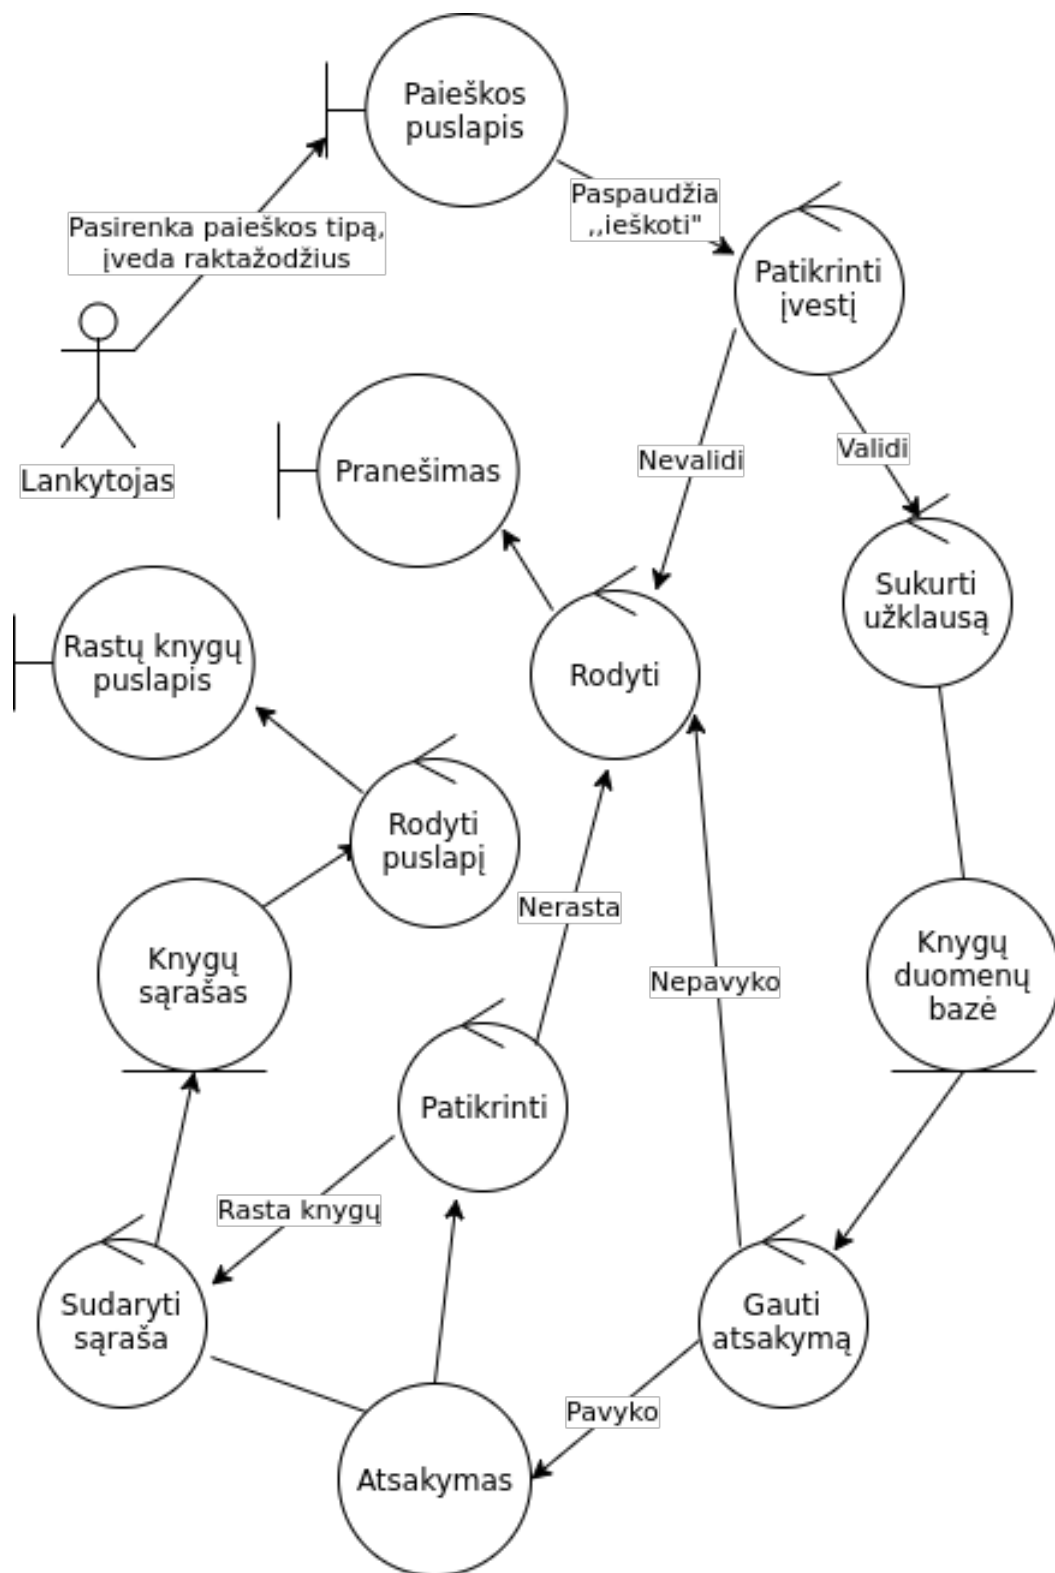 Paieškos
puslapis
Paspaudžia
,,ieškoti"
Pasirenka paieškos tipą,
įveda raktažodžius
Patikrinti
įvestį
Lankytojas
Pranešimas
Nevalidi
Validi
Sukurti
užklausą
Rastų knygų
puslapis
Rodyti
Rodyti
puslapį
Nerasta
Knygų
sąrašas
Nepavyko
Knygų
duomenų
bazė
Patikrinti
Rasta knygų
Sudaryti
sąraša
Gauti
atsakymą
Pavyko
Atsakymas